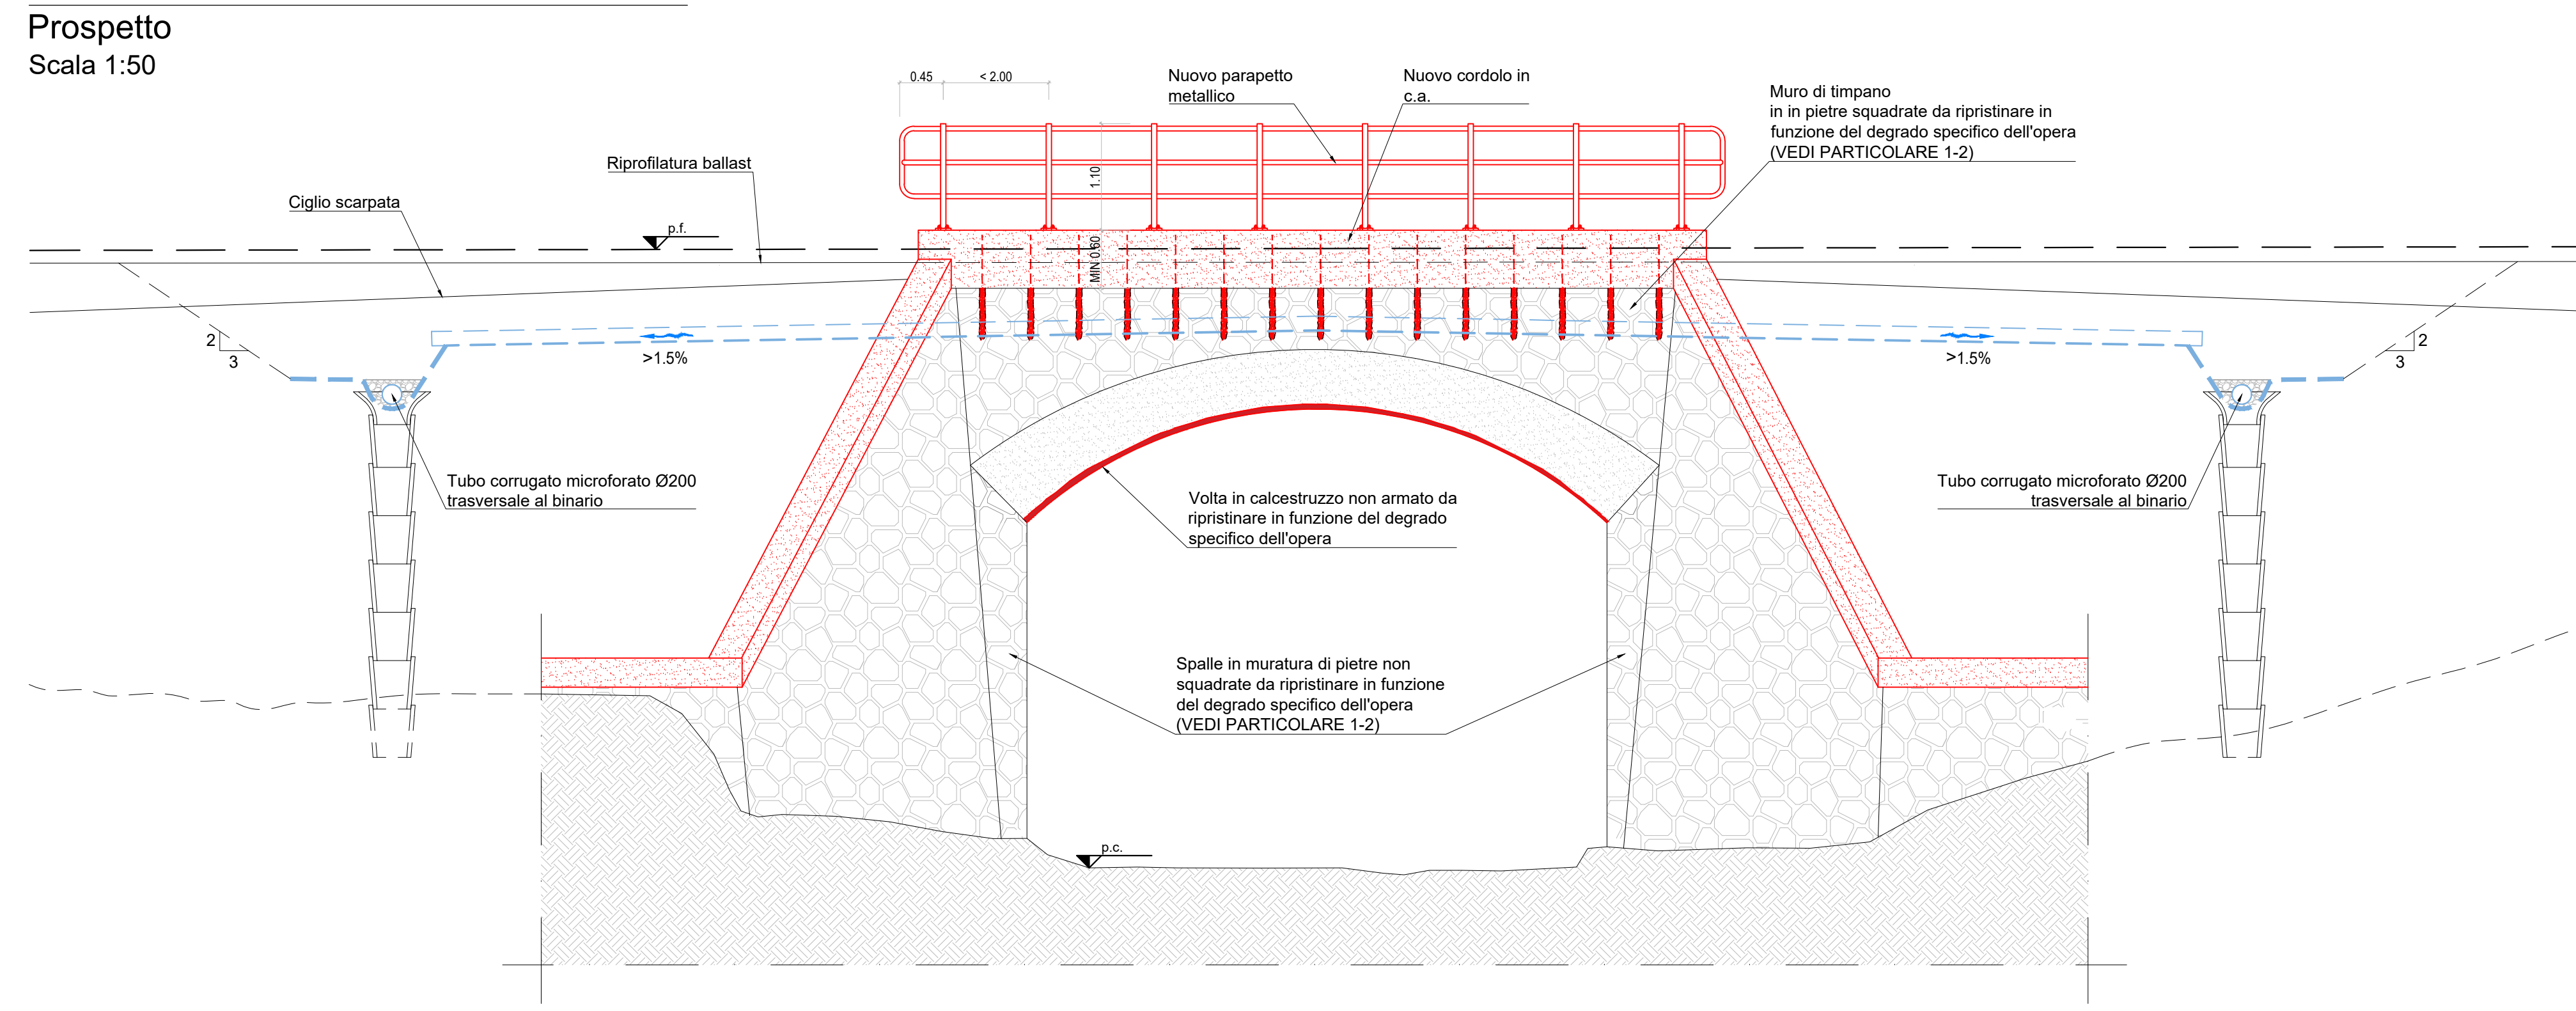 Prospetto
Scala 1:50
0.45
< 2.00
Nuovo parapetto
metallico
Nuovo cordolo in
c.a.
Muro di timpano
in in pietre squadrate da ripristinare in
funzione del degrado specifico dell'opera
(VEDI PARTICOLARE 1-2)
Riprofilatura ballast
1.10
Ciglio scarpata
p.f.
MIN 0.60
2
3
>1.5%
>1.5%
2
3
Tubo corrugato microforato Ø200
trasversale al binario
Volta in calcestruzzo non armato da
ripristinare in funzione del degrado
specifico dell'opera
Tubo corrugato microforato Ø200
trasversale al binario
Spalle in muratura di pietre non
squadrate da ripristinare in funzione
del degrado specifico dell'opera
(VEDI PARTICOLARE 1-2)
p.c.